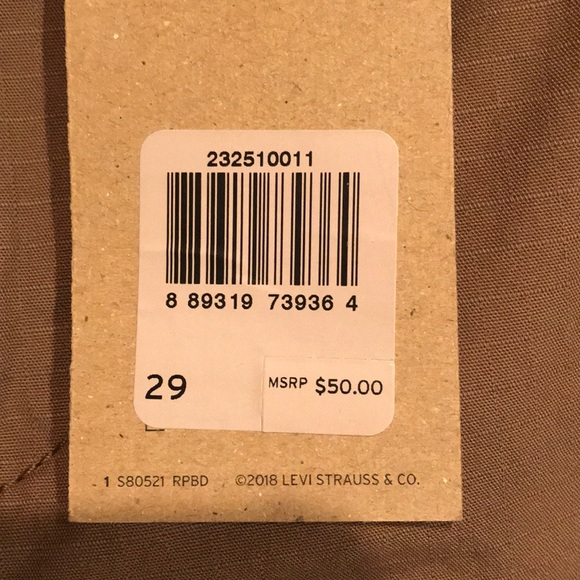 232510011
8 89319 73936 4
29
MSRP $50.00
1 S80521 RPBD ©2018 LEVI STRAUSS & CO.